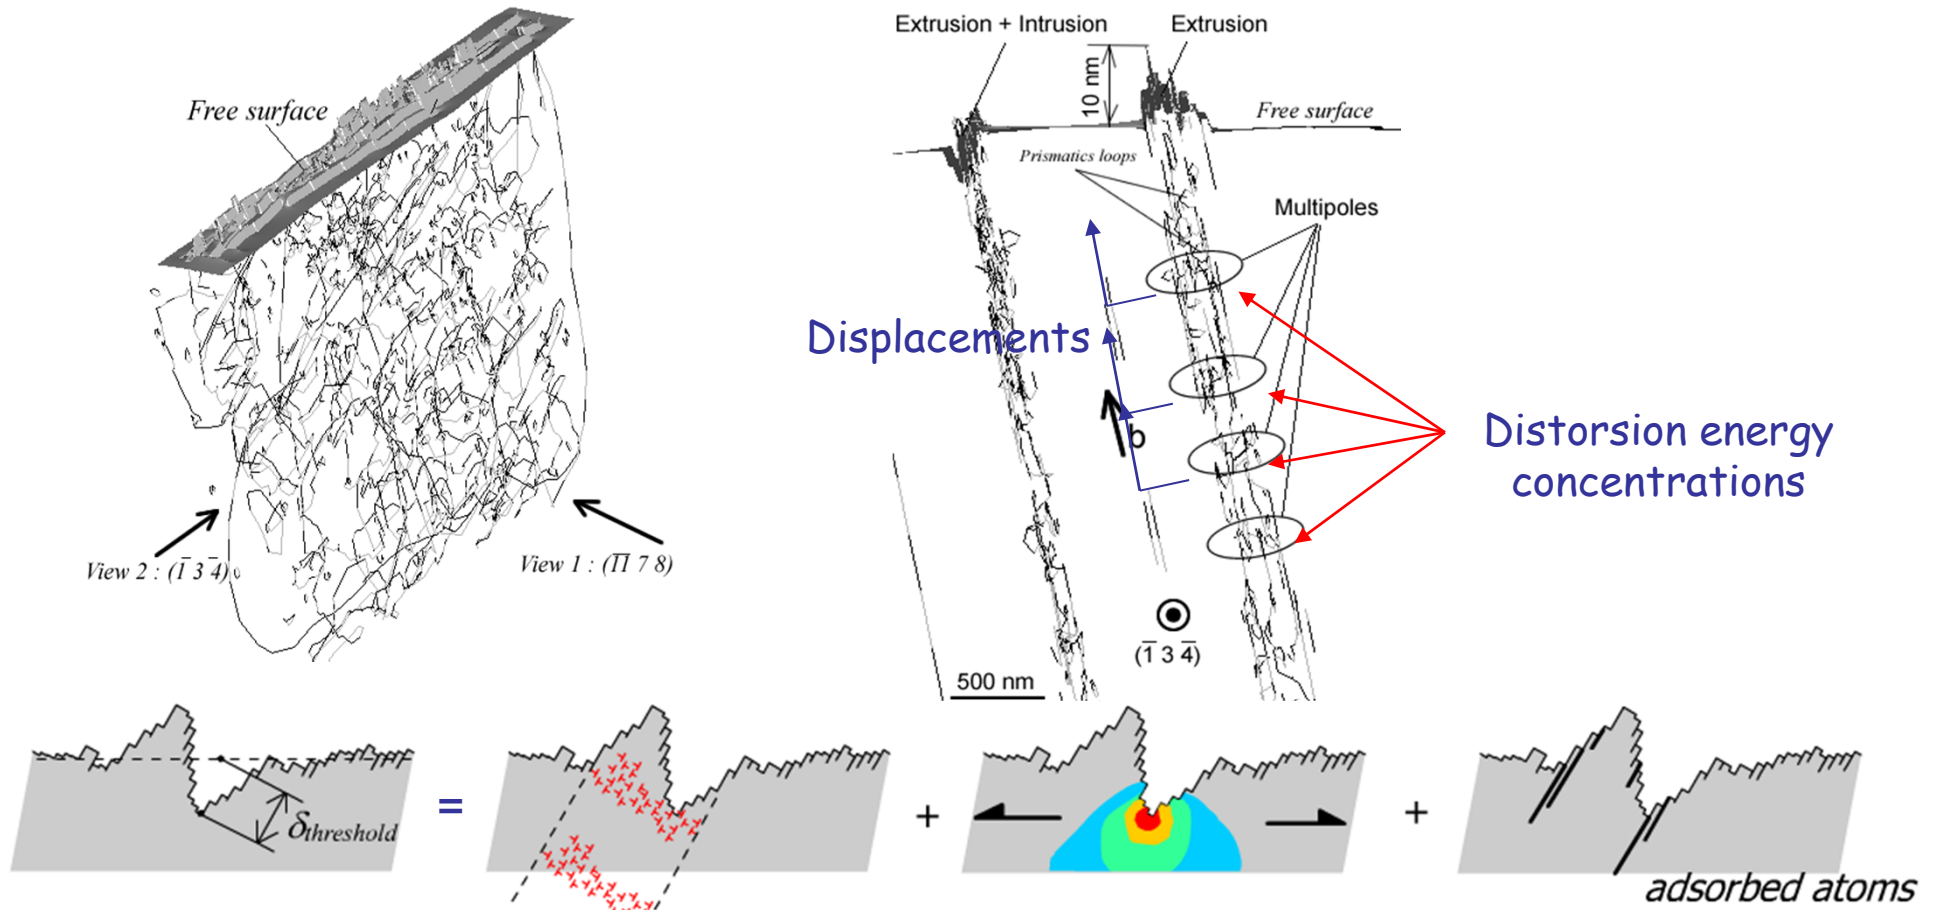 Free surface
View 2 : (1̅ 3 4̅)
View 1 : (1̅1̅ 7 8)
Extrusion + Intrusion
Extrusion
10 nm
Free surface
Prismatics loops
Multipoles
Displacements
b
Distorsion energy
concentrations
(1̅ 3 4̅)
500 nm
δthreshold
=
+
+
adsorbed atoms